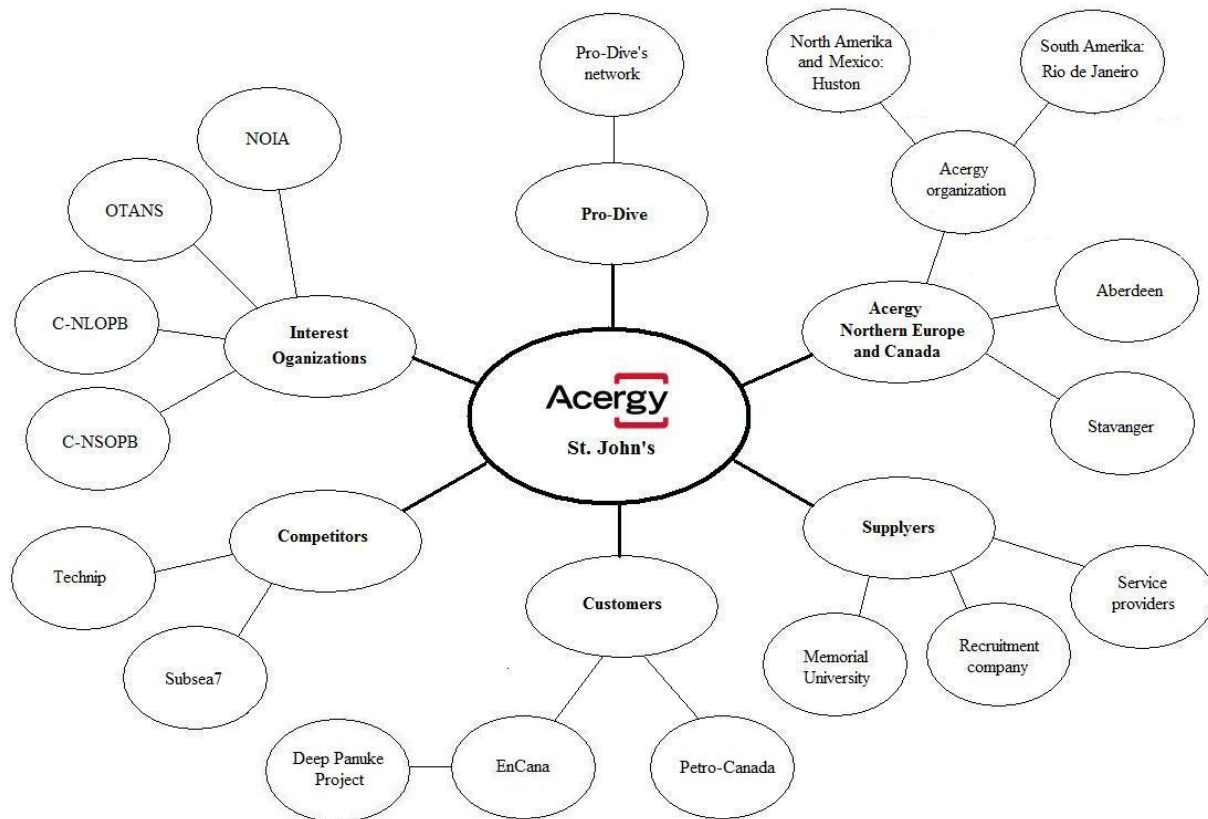 Pro-Dive's
network
North Amerika
and Mexico:
Huston
South Amerika:
Rio de Janeiro
NOIA
OTANS
Pro-Dive
Acergy
organization
C-NLOPB
Interest
Oganizations
Acergy
Northern Europe
and Canada
Aberdeen
C-NSOPB
Acergy
St. John's
Stavanger
Competitors
Supplyers
Technip
Customers
Service
providers
Subsea7
Memorial
University
Recruitment
company
Deep Panuke
Project
EnCana
Petro-Canada